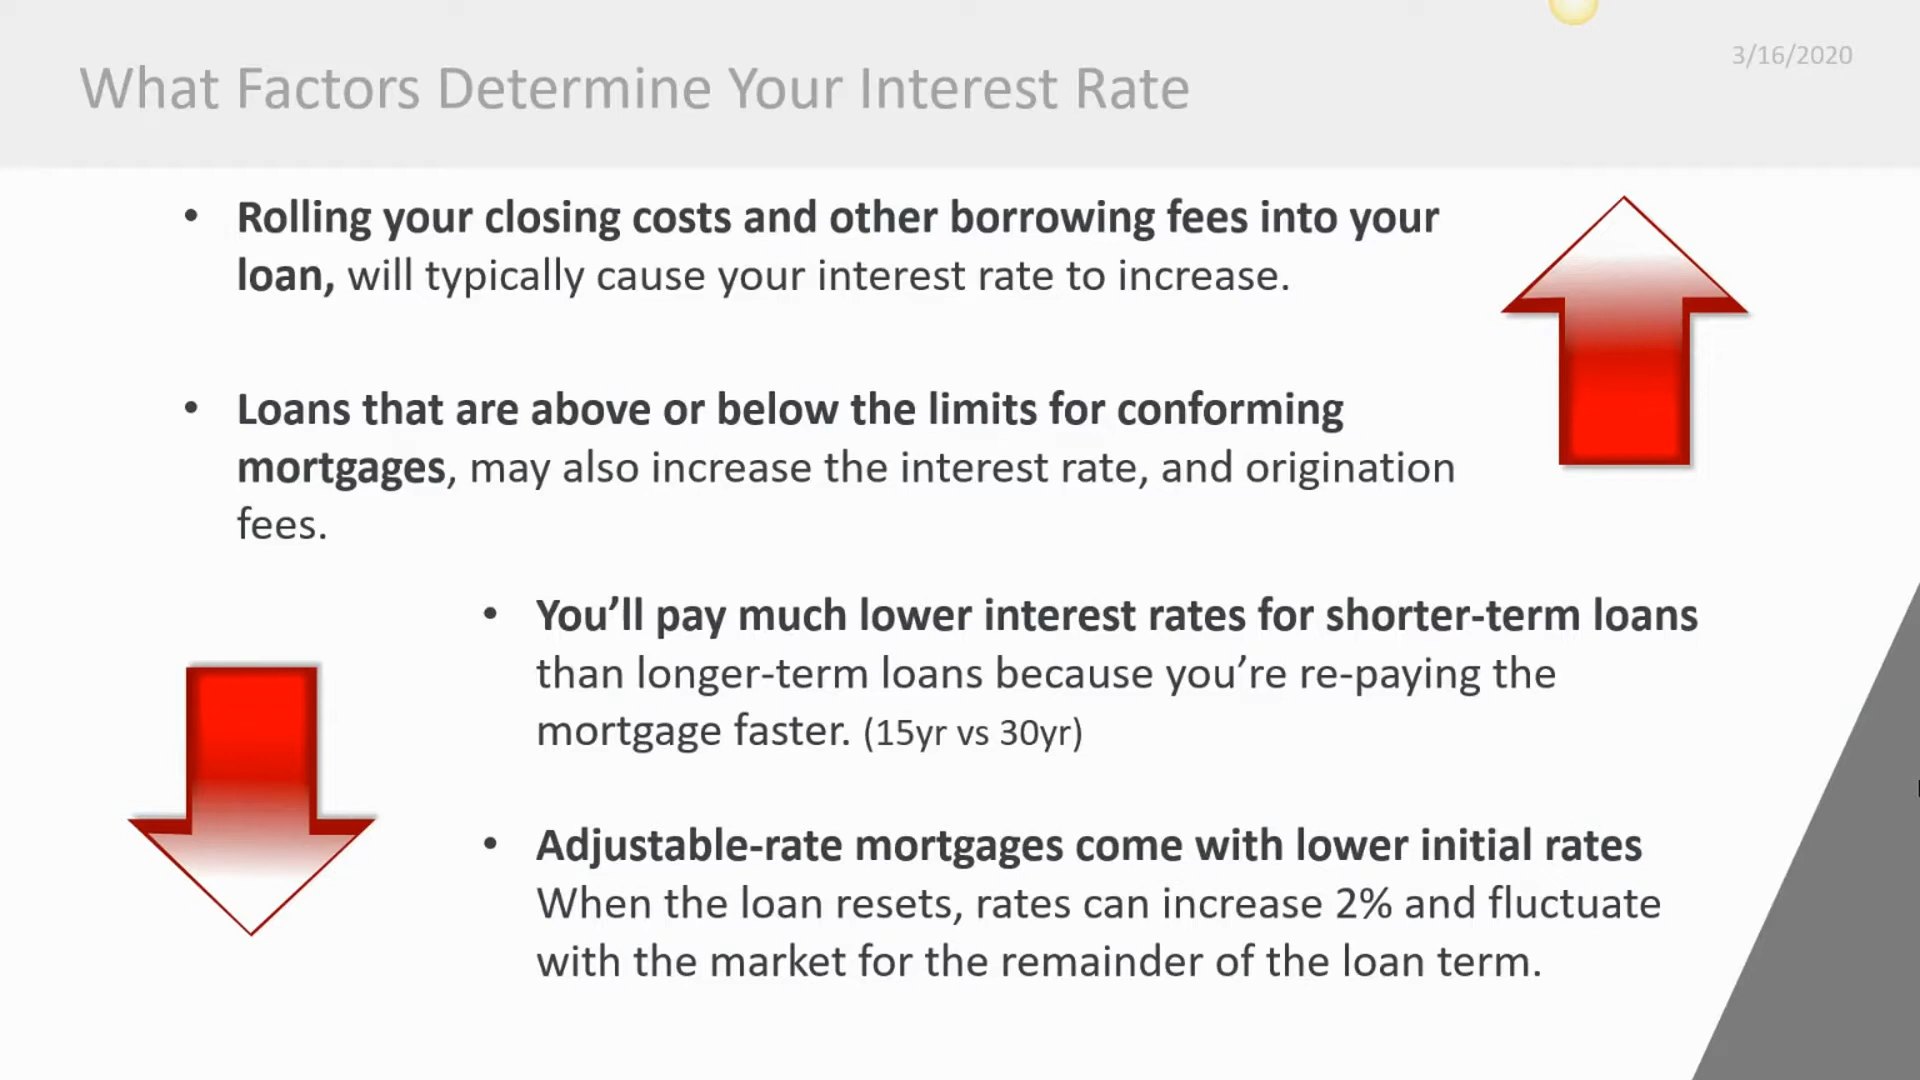 3/16/2020
What Factors Determine Your Interest Rate
• Rolling your closing costs and other borrowing fees into your
loan, will typically cause your interest rate to increase.
• Loans that are above or below the limits for conforming
mortgages, may also increase the interest rate, and origination
fees.
• You’ll pay much lower interest rates for shorter-term loans
than longer-term loans because you’re re-paying the
mortgage faster. (15yr vs 30yr)
• Adjustable-rate mortgages come with lower initial rates
When the loan resets, rates can increase 2% and fluctuate
with the market for the remainder of the loan term.